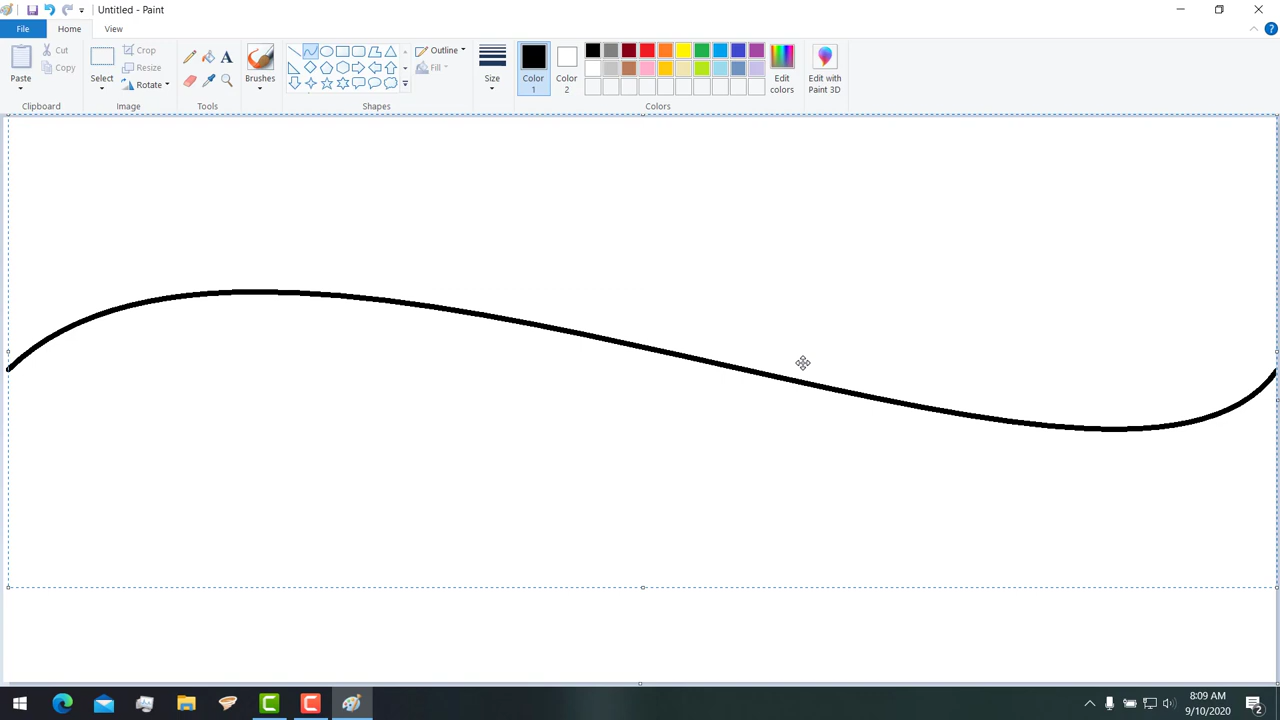 Untitled - Paint
File Home View
Paste
Cut
Copy
Clipboard
Select
Crop
Resize
Rotate
Image
Tools
Brushes
Outline
Fill
Shapes
Size
Color
1
Color
2
Edit
colors
Colors
Edit with
Paint 3D
8:09 AM
9/10/2020
2